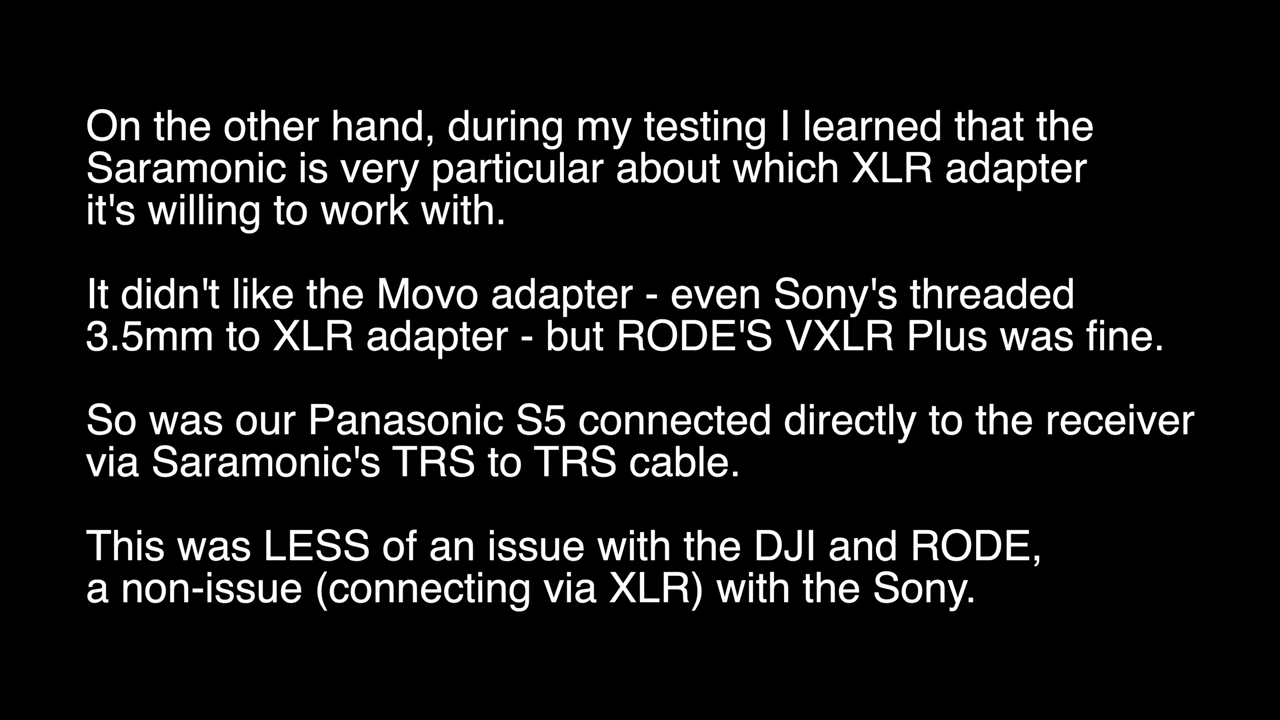 On the other hand, during my testing I learned that the
Saramonic is very particular about which XLR adapter
it's willing to work with.
It didn't like the Movo adapter - even Sony's threaded
3.5mm to XLR adapter - but RODE'S VXLR Plus was fine.
So was our Panasonic S5 connected directly to the receiver
via Saramonic's TRS to TRS cable.
This was LESS of an issue with the DJI and RODE,
a non-issue (connecting via XLR) with the Sony.